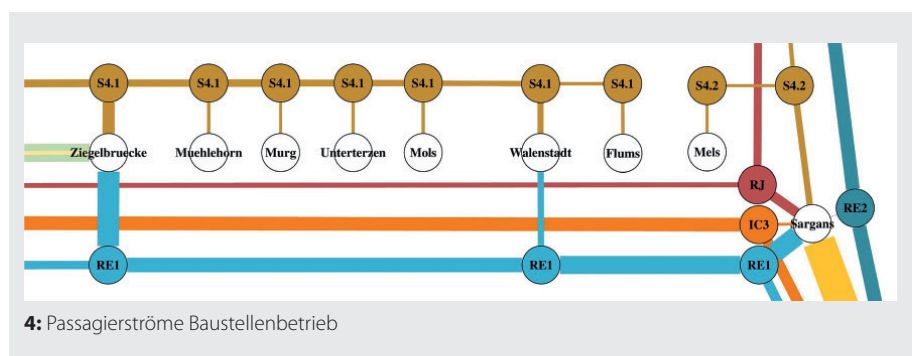 S4.1 S4.1 S4.1 S4.1 S4.1 S4.1 S4.1 S4.2 S4.2
Ziegelbruecke Muehlehorn Murg Unterterzen Mols Walenstadt Flums Mels
RJ
RE2
IC3 Sargans
RE1 RE1 RE1
4: Passagierströme Baustellenbetrieb